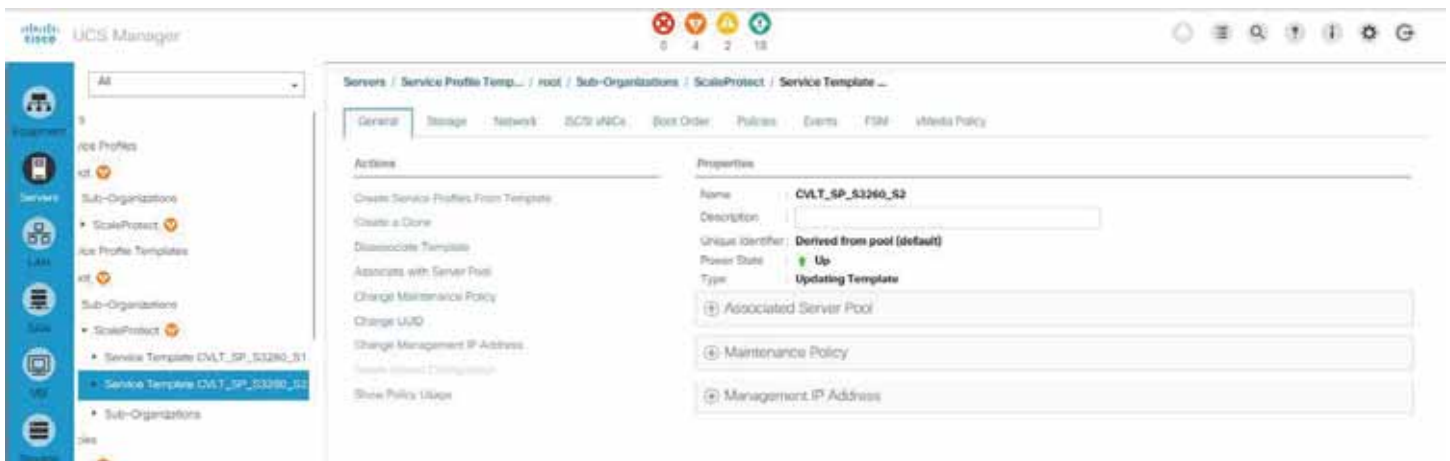 cisco UCS Manager
0 4 2 18
All
Servers / Service Profile Temp... / root / Sub-Organizations / ScaleProtect / Service Template ...
General Storage Network iSCSI vNICs Boot Order Policies Events FSM vMedia Policy
Equipment
Servers
LAN
SAN
VM
Storage
s
ice Profiles
ot
Sub-Organizations
ScaleProtect
ice Profile Templates
ot
Sub-Organizations
ScaleProtect
Service Template CVLT_SP_S3260_S1
Service Template CVLT_SP_S3260_S2
Sub-Organizations
cies
Actions
Create Service Profiles From Template
Create a Clone
Disassociate Template
Associate with Server Pool
Change Maintenance Policy
Change UUID
Change Management IP Address
Delete Inband Configuration
Show Policy Usage
Properties
Name : CVLT_SP_S3260_S2
Description :
Unique Identifier : Derived from pool (default)
Power State : Up
Type : Updating Template
Associated Server Pool
Maintenance Policy
Management IP Address